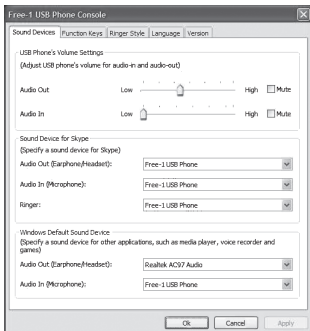 Free-1 USB Phone Console
Sound Devices Function Keys Ringer Style Language Version
USB Phone's Volume Settings
(Adjust USB phone's volume for audio-in and audio-out)
Audio Out Low High Mute
Audio In Low High Mute
Sound Device for Skype
(Specify a sound device for Skype)
Audio Out (Earphone/Headset): Free-1 USB Phone
Audio In (Microphone): Free-1 USB Phone
Ringer: Free-1 USB Phone
Windows Default Sound Device
(Specify a sound device for other applications, such as media player, voice recorder and
games)
Audio Out (Earphone/Headset): Realtek AC97 Audio
Audio In (Microphone): Free-1 USB Phone
Ok Cancel Apply